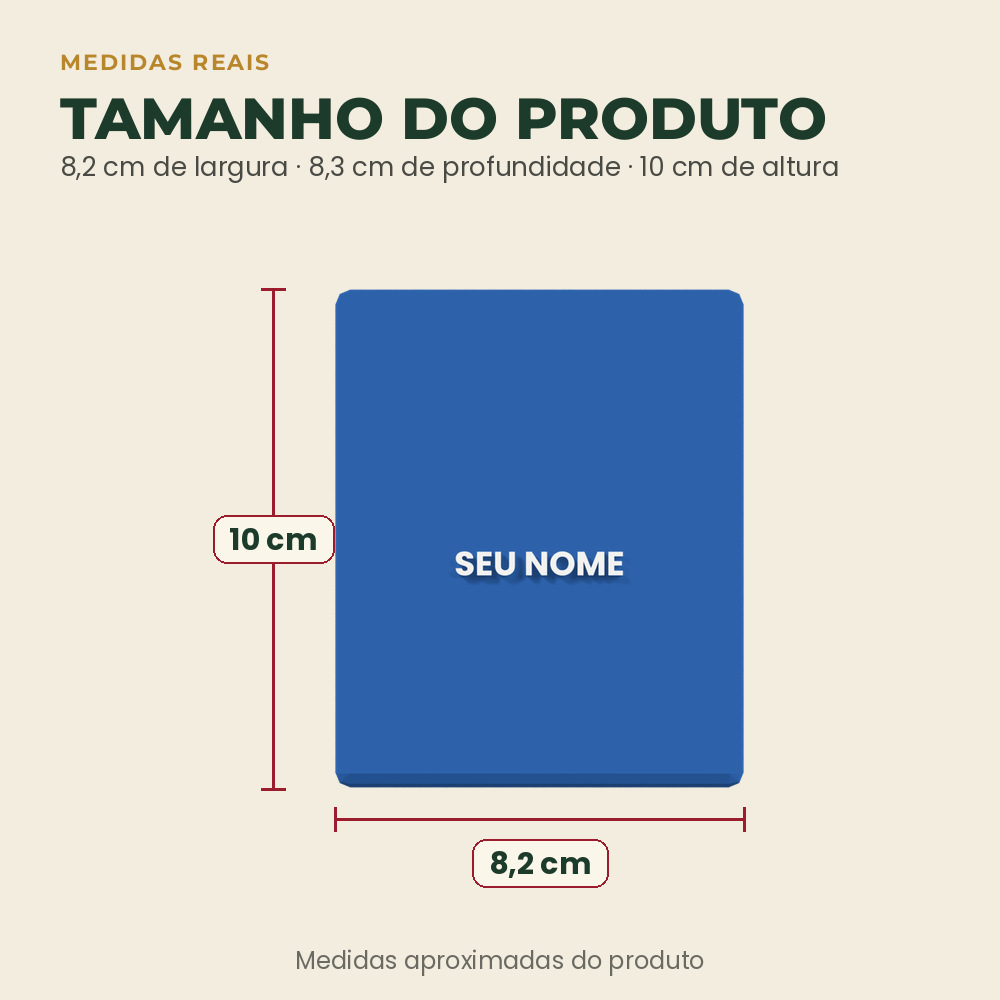 MEDIDAS REAIS
TAMANHO DO PRODUTO
8,2 cm de largura · 8,3 cm de profundidade · 10 cm de altura
10 cm
SEU NOME
8,2 cm
Medidas aproximadas do produto